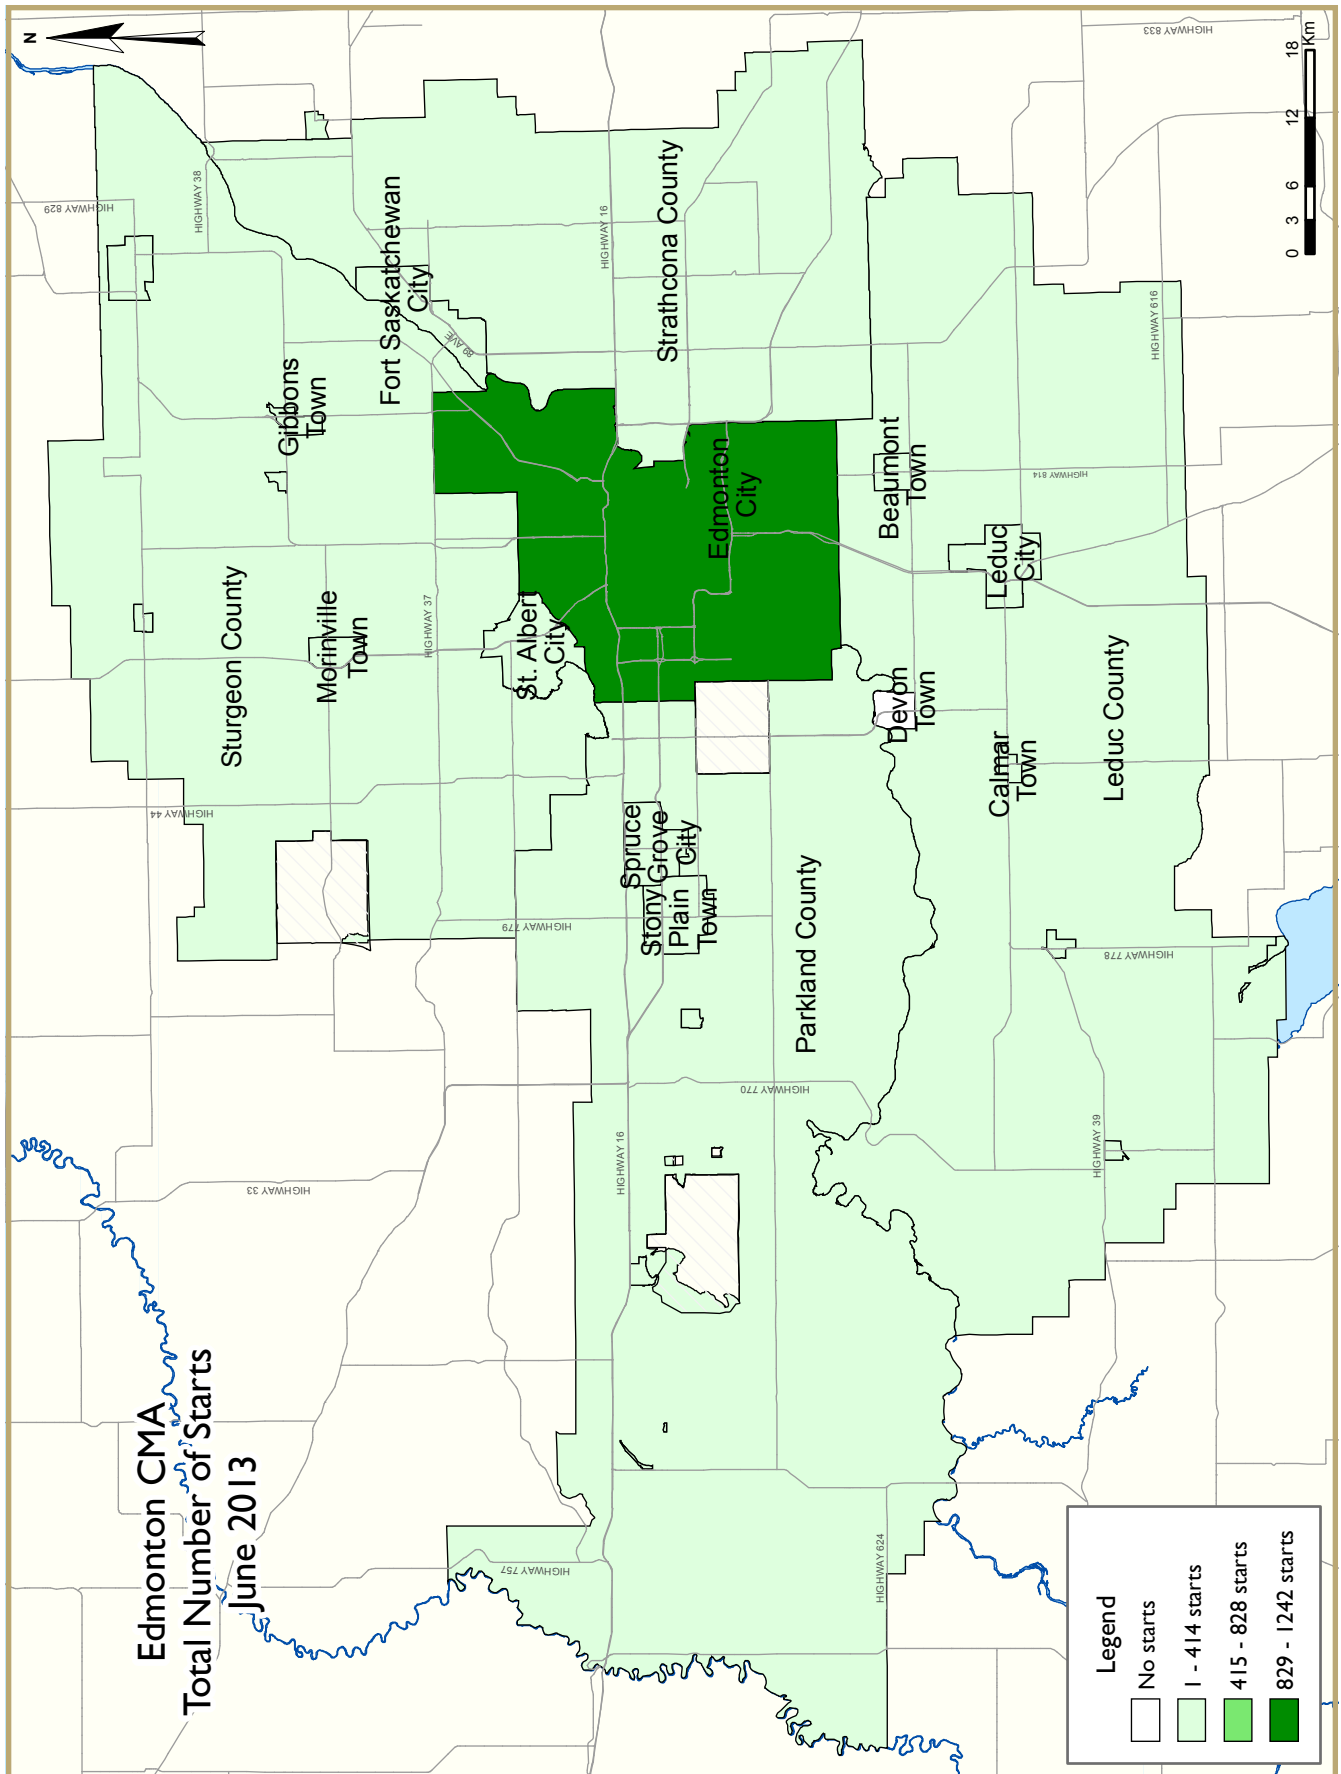 Edmonton CMA
Total Number of Starts
June 2013
N
HIGHWAY 829
HIGHWAY 38
HIGHWAY 44
HIGHWAY 33
HIGHWAY 37
HIGHWAY 779
HIGHWAY 757
HIGHWAY 16
HIGHWAY 16
HIGHWAY 770
HIGHWAY 624
HIGHWAY 39
HIGHWAY 778
HIGHWAY 814
HIGHWAY 616
HIGHWAY 833
89 AVE
Sturgeon County
Gibbons
Town
Morinville
Town
Fort Saskatchewan
City
St. Albert
City
Strathcona County
Edmonton
City
Spruce
Grove
City
Stony
Plain
Town
Parkland County
Beaumont
Town
Devon
Town
Leduc
City
Calmar
Town
Leduc County
Legend
No starts
1 - 414 starts
415 - 828 starts
829 - 1242 starts
0 3 6 12 18
Km